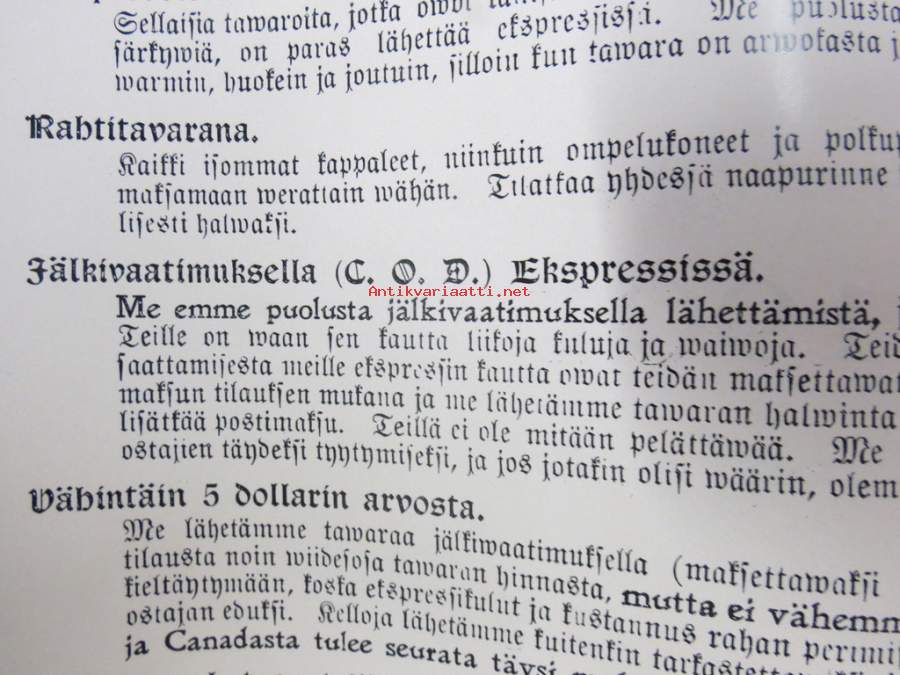 Sellaisia tawaroita, jotka owat
särkywiä, on paras lähettää ekspressissä. Me puolusta
warmin, huokein ja joutuin, silloin kun tawara on arwokasta
Rahtitavarana.
Kaikki isommat kappaleet, niinkuin ompelukoneet ja
maksamaan werattain wähän. Tilatkaa yhdessä naapurinne
lisesti halwaksi.
Jälkivaatimuksella (C. O. D.) Ekspressissä.
Antikvariaatti.net
Me emme puolusta jälkivaatimuksella lähettämistä,
Teille on waan sen kautta liikoja kuluja ja waiwoja.
saattamisesta meille ekspressin kautta owat teidän maksettawat
maksun tilauksen mukana ja me lähetämme tawaran halwinta
lisätkää postimaksu. Teillä ei ole mitään pelättäwää. Me
ostajien täydeksi tyytymiseksi, ja jos jotakin olisi wäärin, olem
Vähintäin 5 dollarin arvosta.
Me lähetämme tawaraa jälkiwaatimuksella (maksettawaksi
tilausta noin wiidesosa tawaran hinnasta, mutta ei vähemm
kieltäytymään, koska ekspressikulut ja kustannus rahan perimis
ostajan eduksi. Kelloja lähetämme kuitenkin
ja Canadasta tulee seurata täysi